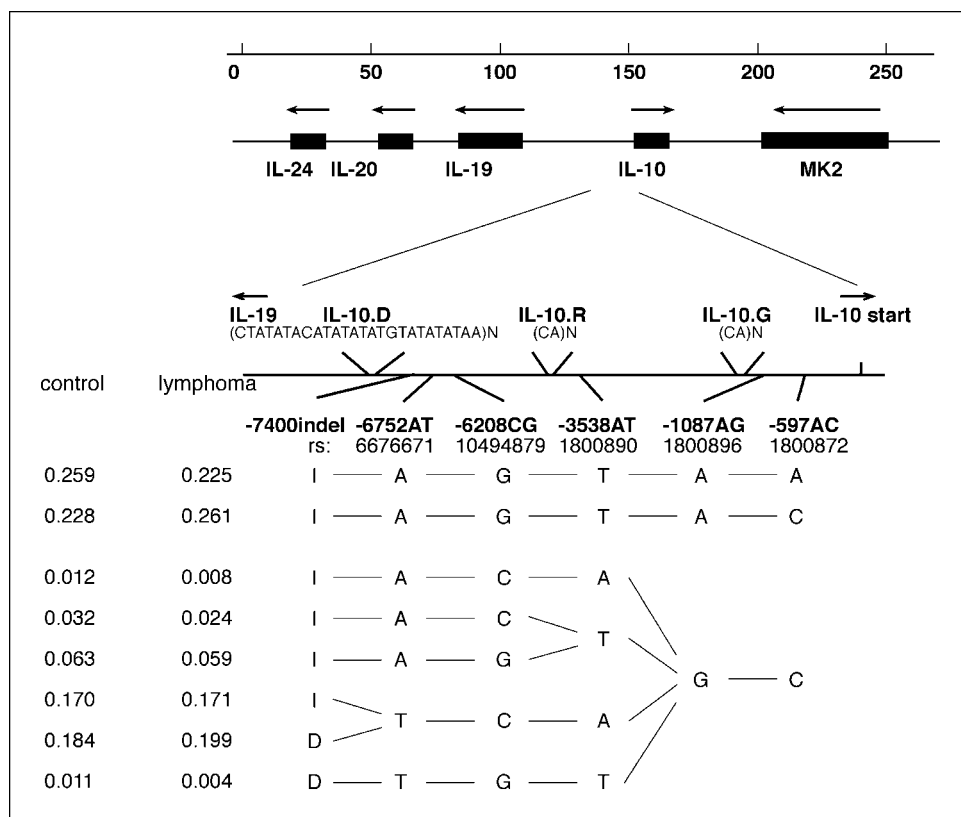 0 50 100 150 200 250
IL-24 IL-20 IL-19 IL-10 MK2
IL-19 IL-10.D IL-10.R IL-10.G IL-10 start
(CTATATACATATATATGTATATATAA)N (CA)N (CA)N
control lymphoma
-7400indel -6752AT -6208CG -3538AT -1087AG -597AC
rs: 6676671 10494879 1800890 1800896 1800872
0.259 0.225 I A G T A A
0.228 0.261 I A G T A C
0.012 0.008 I A C A
0.032 0.024 I A C
T
0.063 0.059 I A G
G C
0.170 0.171 I
T C A
0.184 0.199 D
0.011 0.004 D T G T